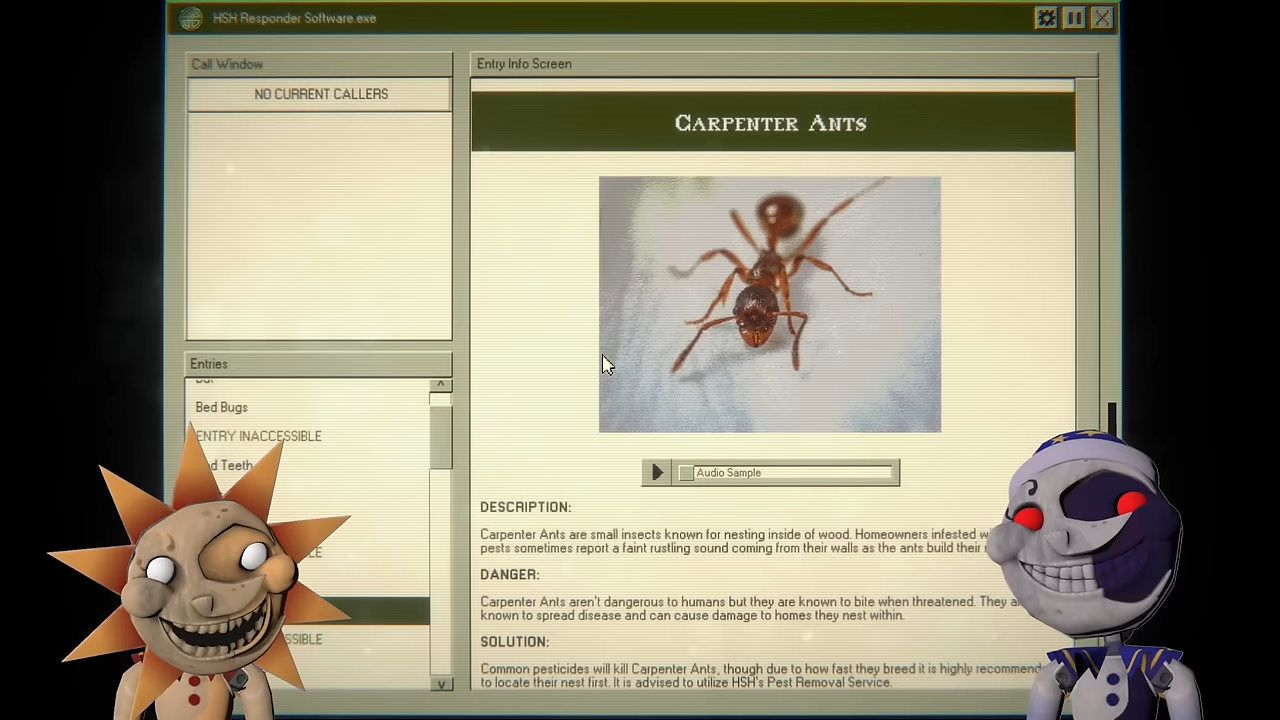 HSH Responder Software.exe
Call Window
NO CURRENT CALLERS
Entry Info Screen
Carpenter Ants
Entries
Bed Bugs
ENTRY INACCESSIBLE
Teeth
Audio Sample
DESCRIPTION:
Carpenter Ants are small insects known for nesting inside of wood. Homeowners infested
pests sometimes report a faint rustling sound coming from their walls as the ants build their
DANGER:
Carpenter Ants aren't dangerous to humans but they are known to bite when threatened. They
known to spread disease and can cause damage to homes they nest within.
SOLUTION:
Common pesticides will kill Carpenter Ants, though due to how fast they breed it is highly recommend
to locate their nest first. It is advised to utilize HSH's Pest Removal Service.